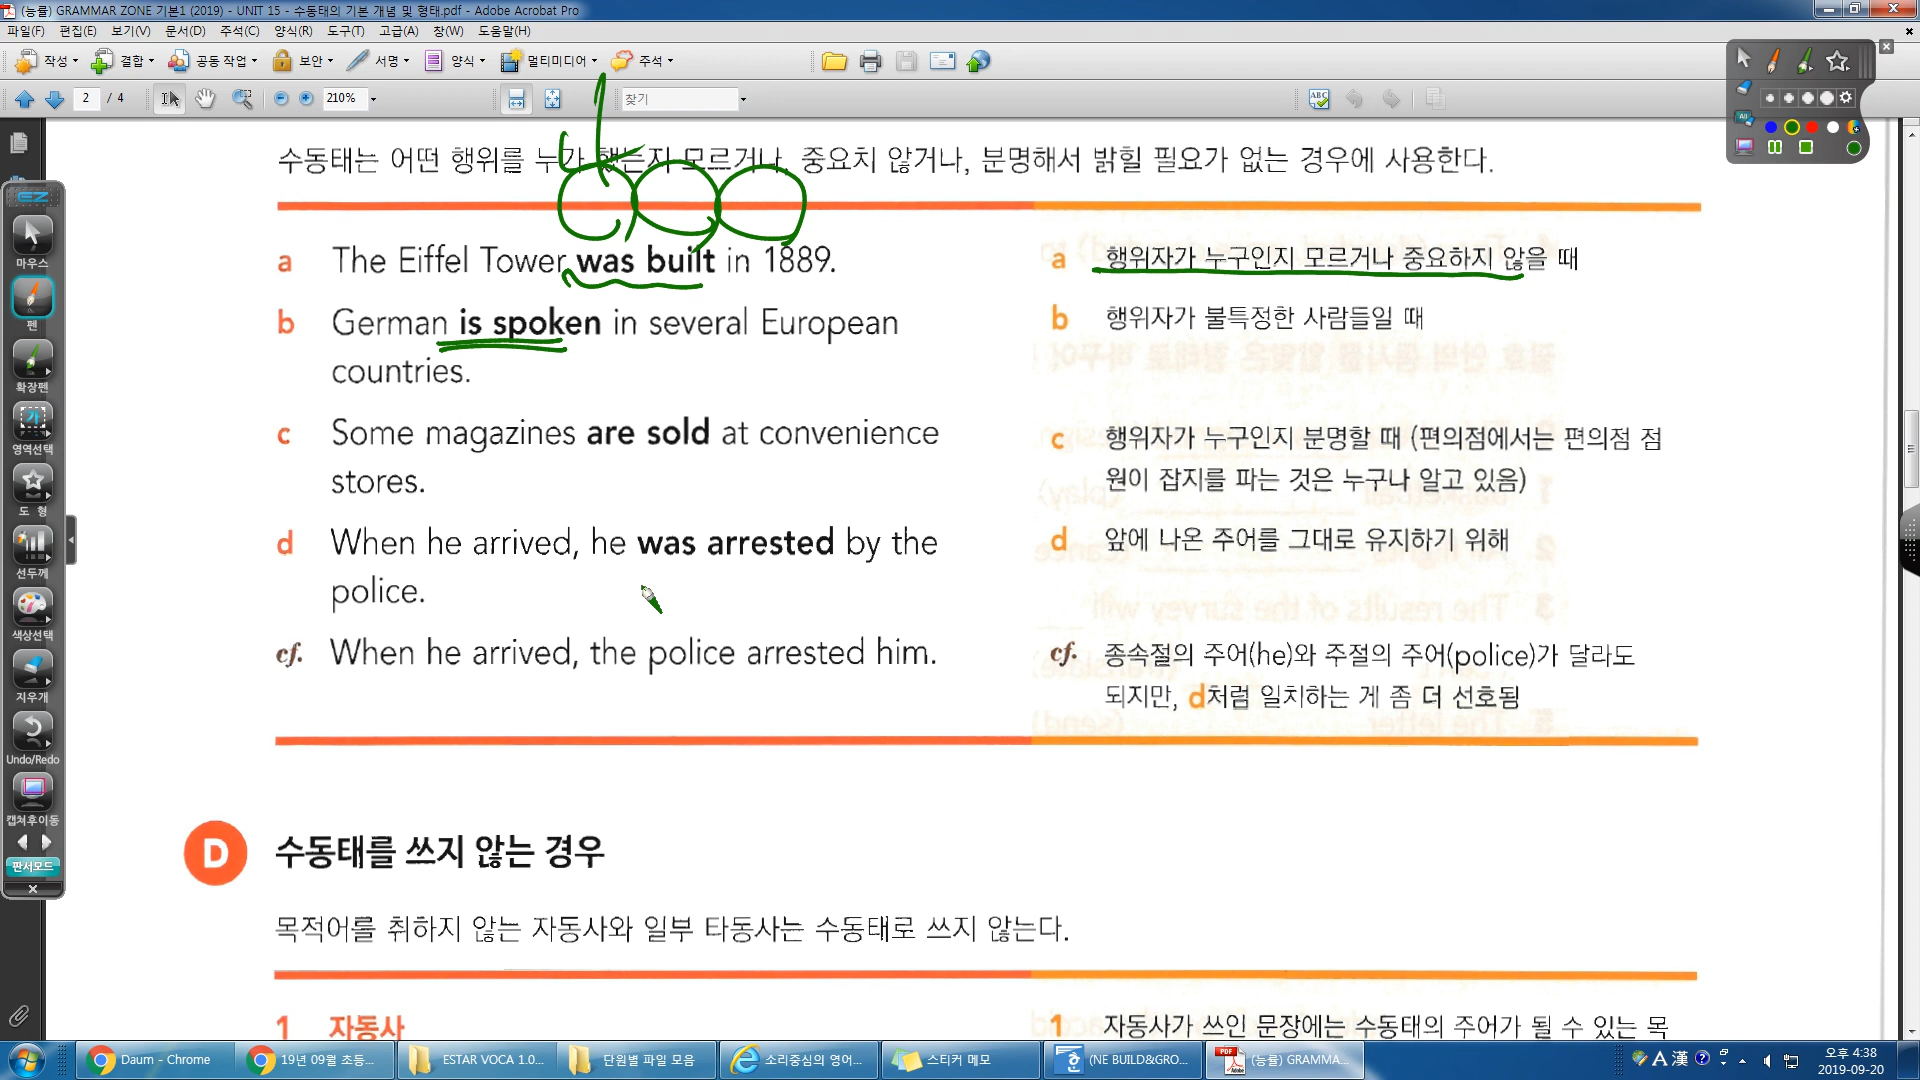 (능률) GRAMMAR ZONE 기본1 (2019) - UNIT 15 - 수동태의 기본 개념 및 형태.pdf - Adobe Acrobat Pro
파일(F) 편집(E) 보기(V) 문서(D) 주석(C) 양식(R) 도구(T) 고급(A) 창(W) 도움말(H)
작성 결합 공동 작업 보안 서명 양식 멀티미디어 주석
2 / 4 210% 찾기
수동태는 어떤 행위를 누가 했는지 모르거나, 중요치 않거나, 분명해서 밝힐 필요가 없는 경우에 사용한다.
a The Eiffel Tower was built in 1889.
a 행위자가 누구인지 모르거나 중요하지 않을 때
b German is spoken in several European
countries.
b 행위자가 불특정한 사람들일 때
c Some magazines are sold at convenience
stores.
c 행위자가 누구인지 분명할 때 (편의점에서는 편의점 점
원이 잡지를 파는 것은 누구나 알고 있음)
d When he arrived, he was arrested by the
police.
d 앞에 나온 주어를 그대로 유지하기 위해
cf. When he arrived, the police arrested him.
cf. 종속절의 주어(he)와 주절의 주어(police)가 달라도
되지만, d처럼 일치하는 게 좀 더 선호됨
D 수동태를 쓰지 않는 경우
목적어를 취하지 않는 자동사와 일부 타동사는 수동태로 쓰지 않는다.
1 자동사
1 자동사가 쓰인 문장에는 수동태의 주어가 될 수 있는 목
EZ
마우스
펜
확장펜
영역선택
도 형
선두께
색상선택
지우개
Undo/Redo
캡쳐후이동
판서모드
Daum - Chrome
19년 09월 초등...
ESTAR VOCA 1.0...
단원별 파일 모음
소리중심의 영어...
스티커 메모
(NE BUILD&GRO...
(능률) GRAMMA...
A 漢
오후 4:38
2019-09-20